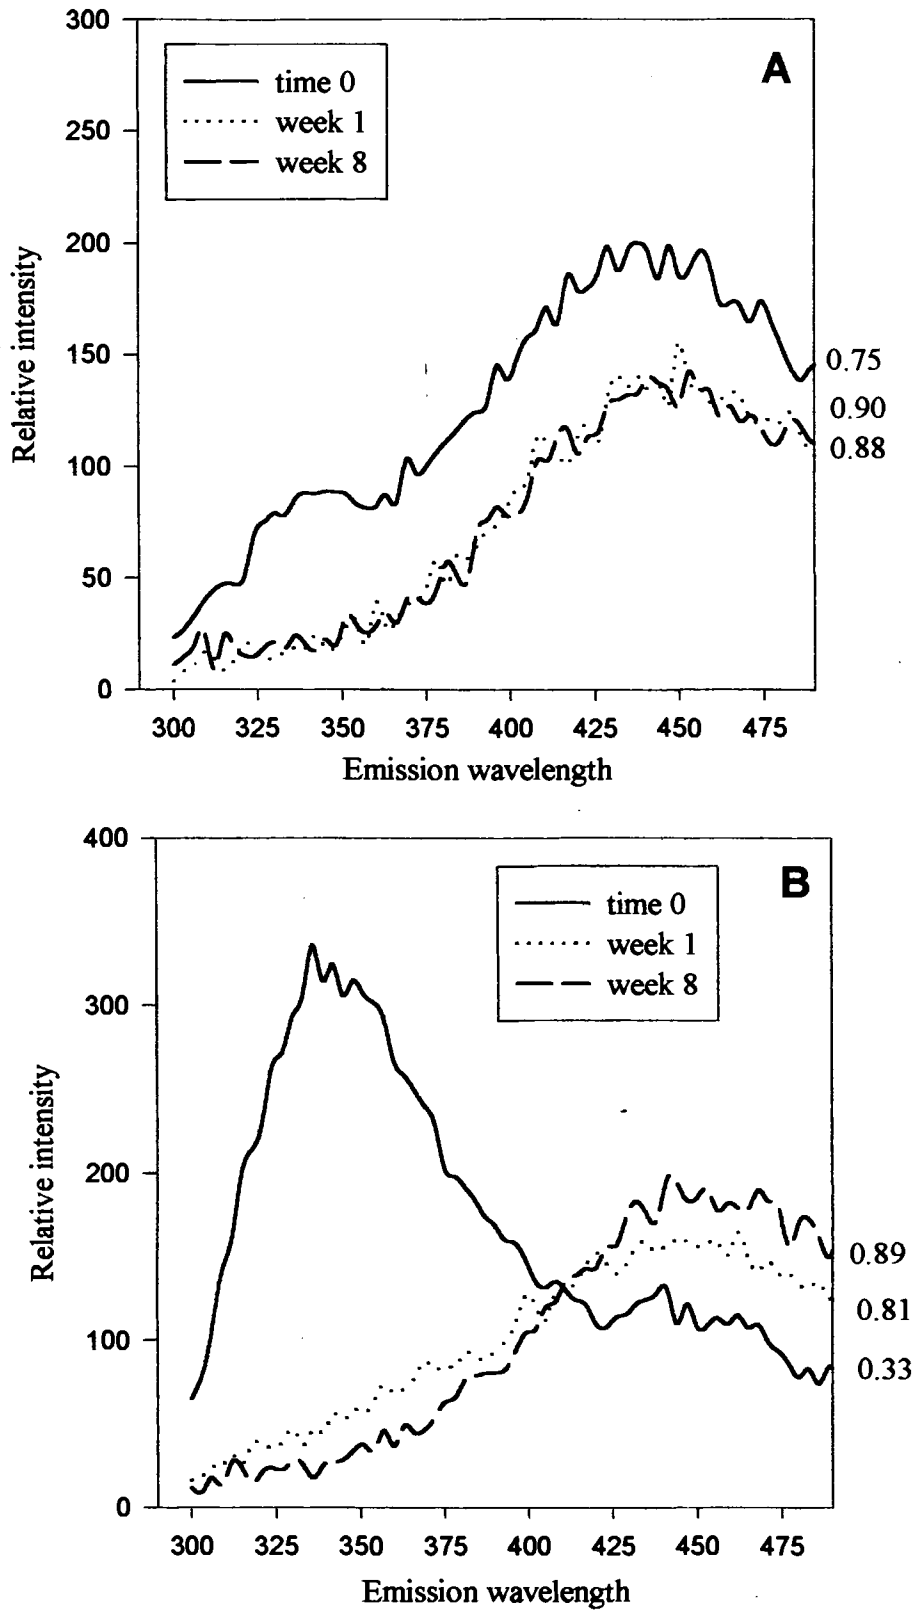 300
A
time 0
week 1
week 8
250
200
150
100
50
0
Relative intensity
0.75
0.90
0.88
300 325 350 375 400 425 450 475
Emission wavelength
400
B
time 0
week 1
week 8
300
200
100
0
Relative intensity
0.89
0.81
0.33
300 325 350 375 400 425 450 475
Emission wavelength